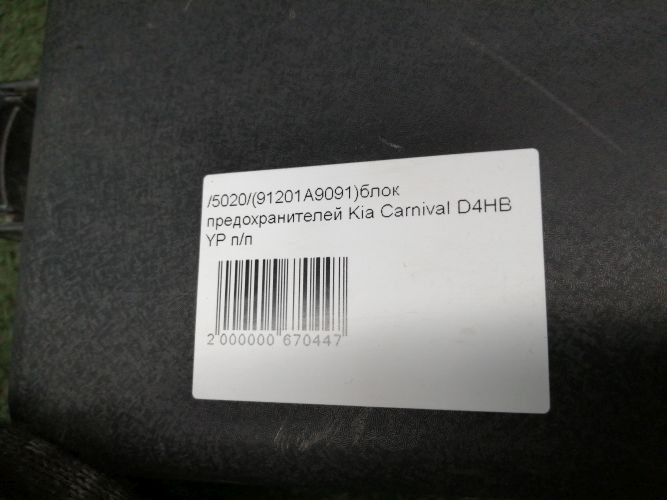 /5020/(91201A9091)блок
предохранителей Kia Carnival D4HB
YP п/п
2 000000 670447